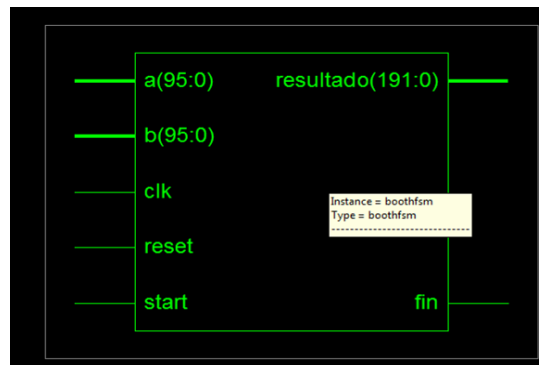 a(95:0) resultado(191:0)
b(95:0)
clk
Instance = boothfsm
Type = boothfsm
reset
start fin